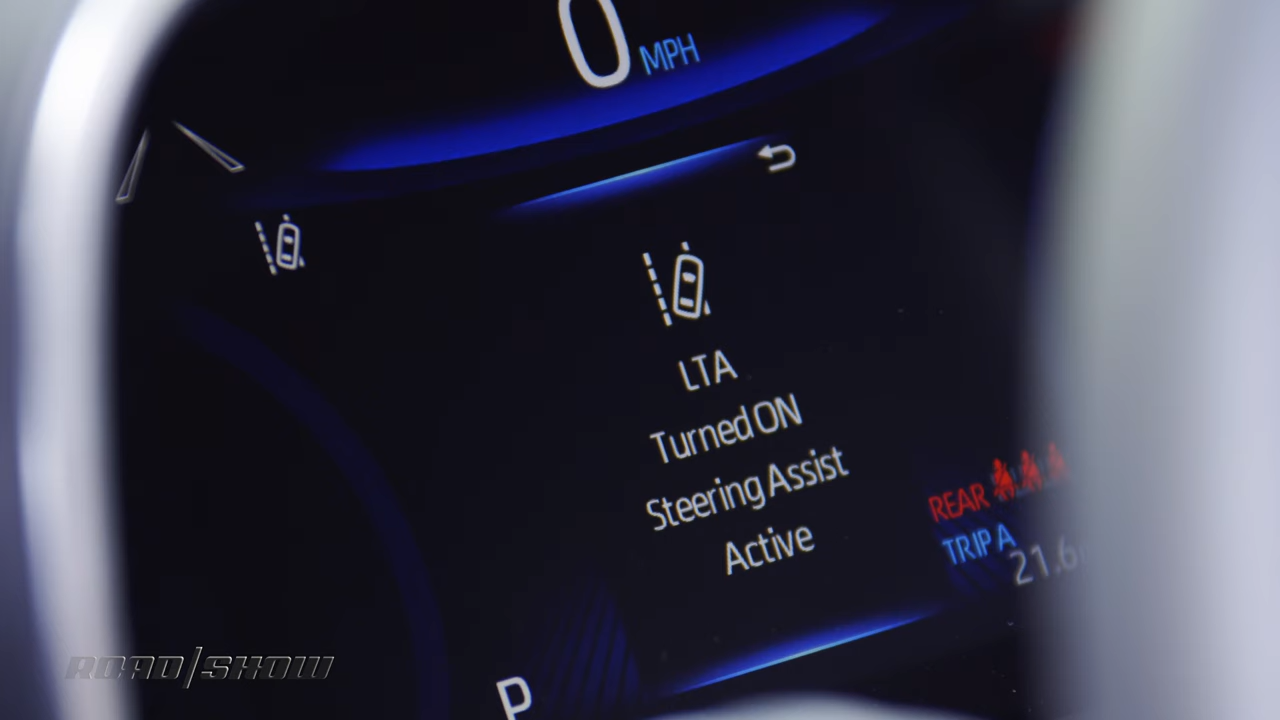 0 MPH
LTA
Turned ON
Steering Assist
Active
REAR
TRIP A
21.6
P
ROAD/SHOW